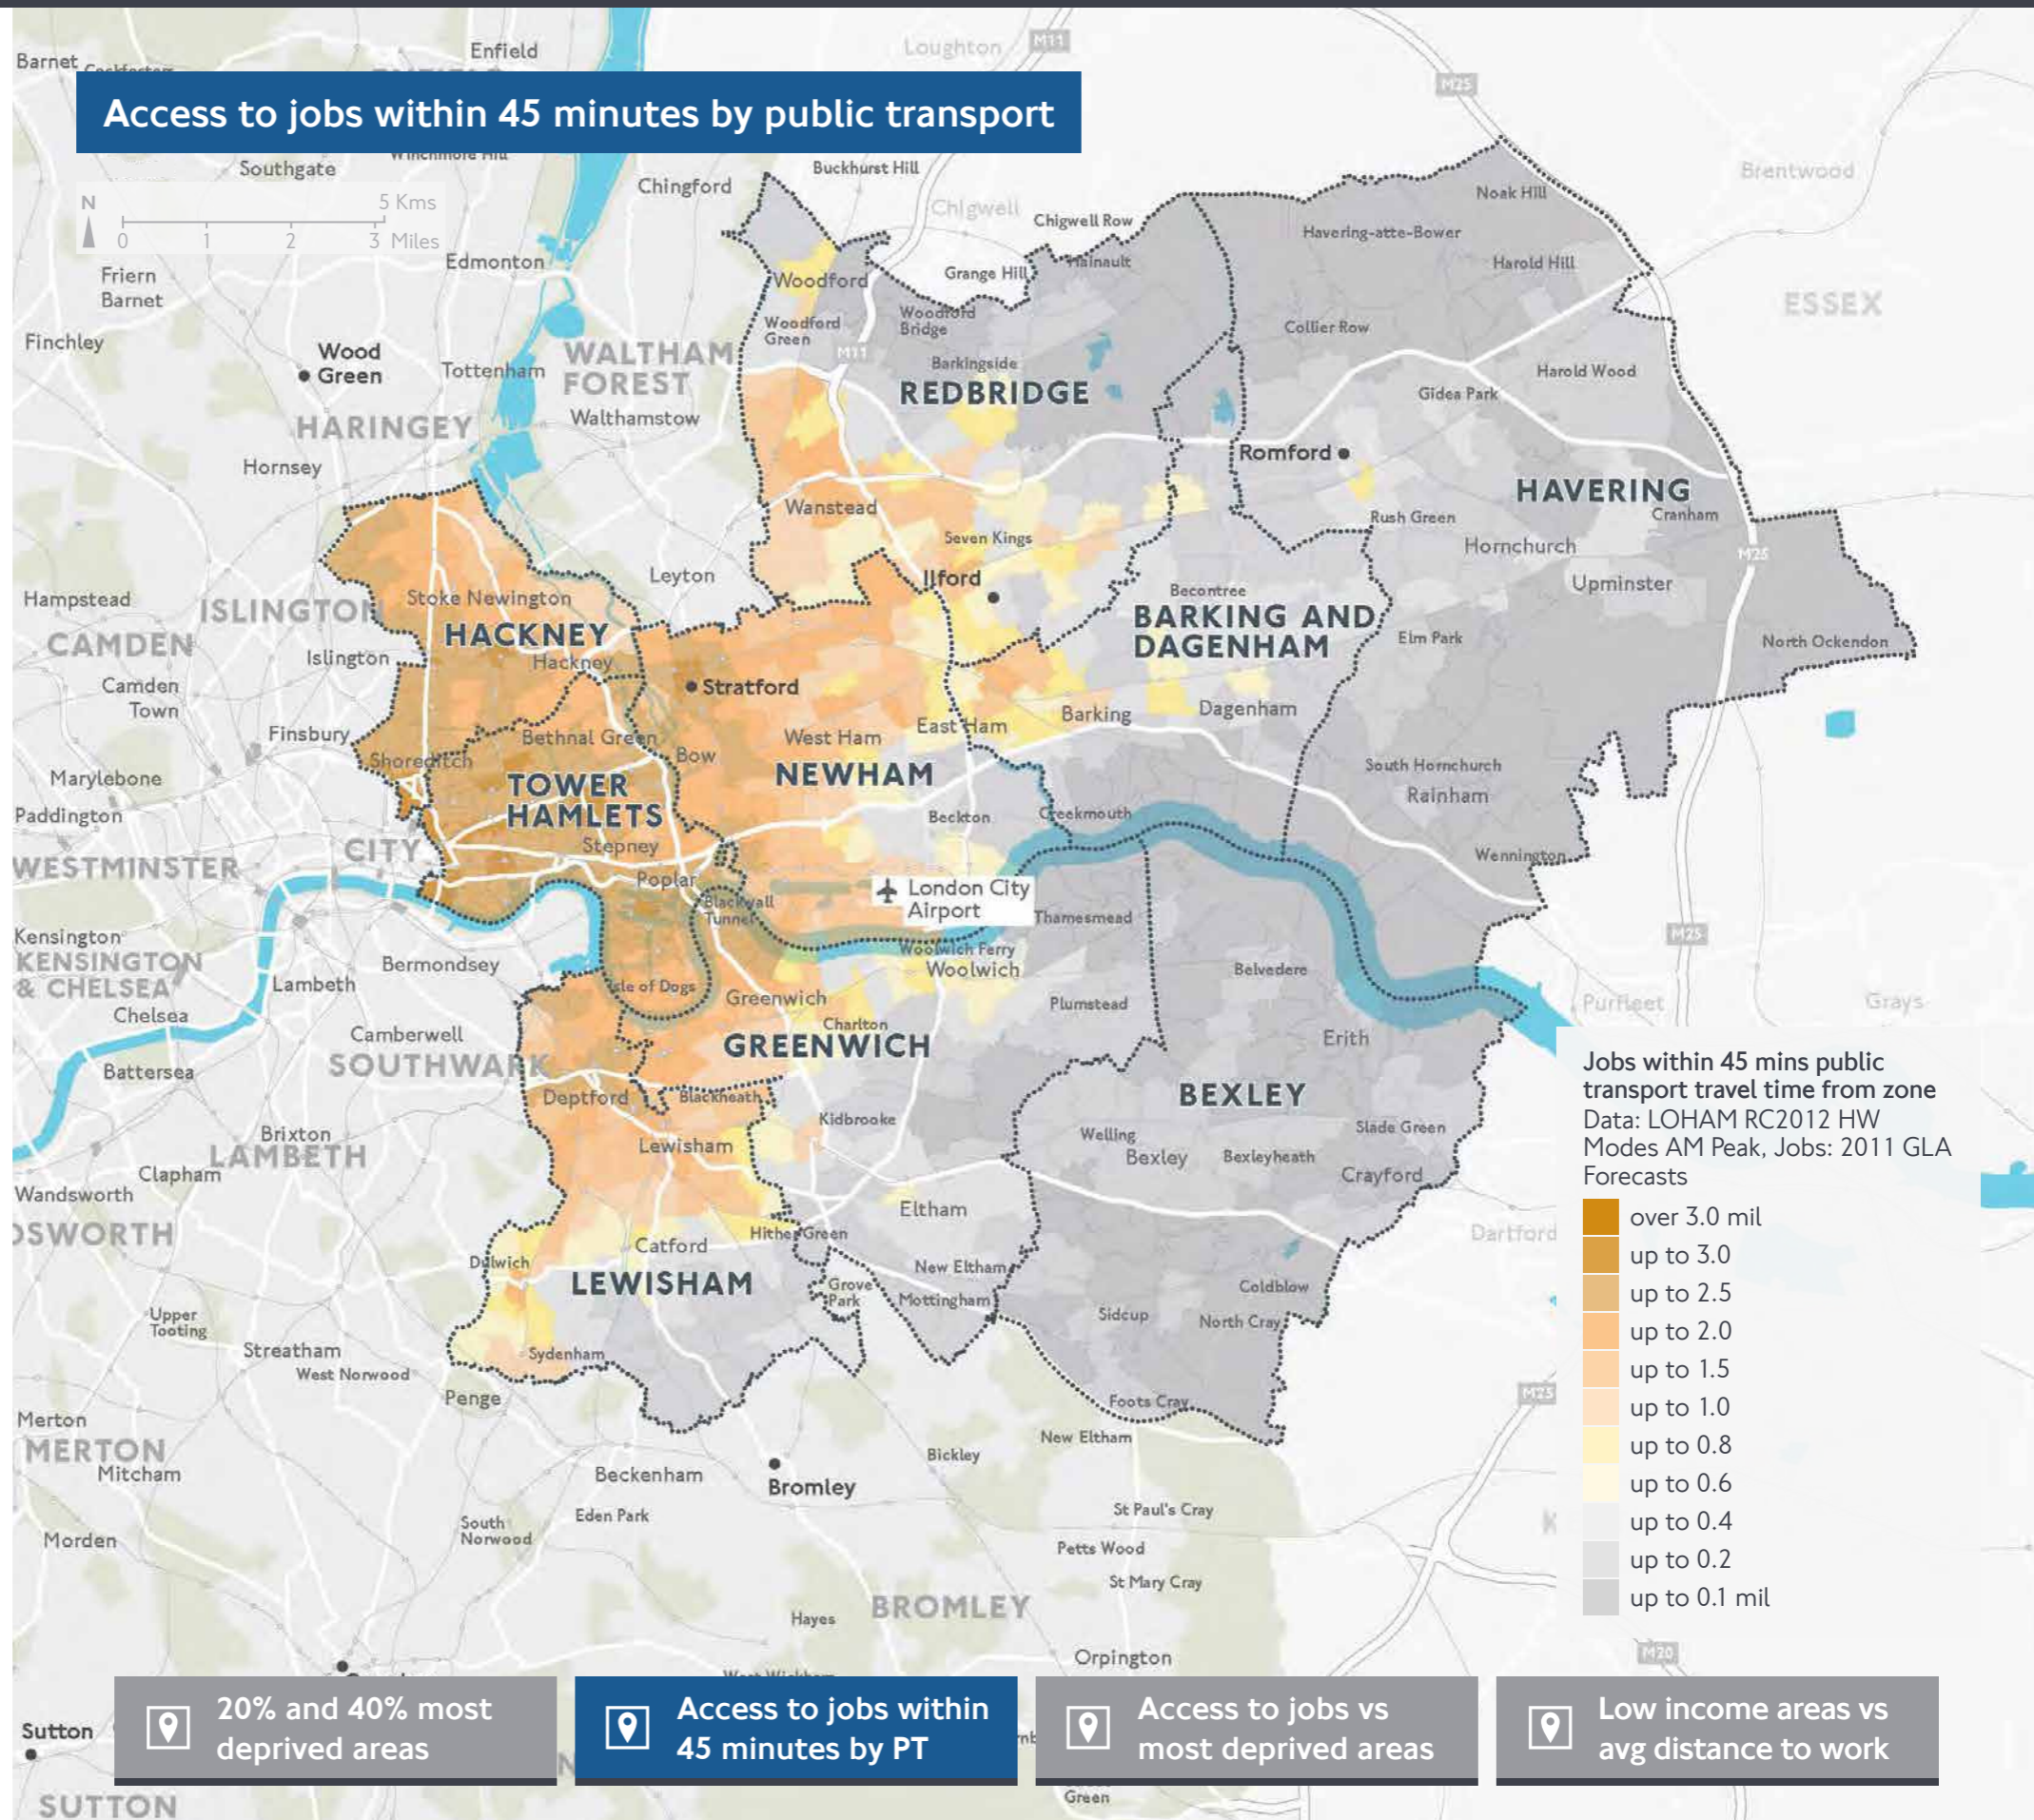 Barnet
Enfield
Loughton
M11
M25
Access to jobs within 45 minutes by public transport
Southgate
Winchmore Hill
Chingford
Buckhurst Hill
Brentwood
N
5 Kms
0 1 2 3 Miles
Chigwell
Chigwell Row
Noak Hill
Havering-atte-Bower
Edmonton
Friern
Barnet
Woodford
Grange Hill
Hainault
Harold Hill
ESSEX
Finchley
Wood
Green
Tottenham
WALTHAM
FOREST
Woodford
Green
Woodford
Bridge
M11
Barkingside
REDBRIDGE
Collier Row
Harold Wood
Gidea Park
HARINGEY
Walthamstow
Hornsey
Romford
HAVERING
Cranham
Wanstead
Rush Green
Seven Kings
Hornchurch
M25
Leyton
Ilford
Upminster
Hampstead
ISLINGTON
Stoke Newington
Becontree
CAMDEN
HACKNEY
BARKING AND
DAGENHAM
Elm Park
North Ockendon
Islington
Hackney
Camden
Town
Stratford
Finsbury
Bethnal Green
Bow
West Ham
East Ham
Barking
Dagenham
Shoreditch
Marylebone
TOWER
HAMLETS
NEWHAM
South Hornchurch
Rainham
Paddington
Beckton
Creekmouth
WESTMINSTER
CITY
Stepney
Wennington
Poplar
Blackwall
Tunnel
London City
Airport
Thamesmead
Kensington
KENSINGTON
& CHELSEA
Bermondsey
Woolwich Ferry
Woolwich
M25
Lambeth
Isle of Dogs
Greenwich
Belvedere
Chelsea
Plumstead
Purfleet
Grays
Camberwell
SOUTHWARK
Charlton
GREENWICH
Erith
Battersea
Deptford
Blackheath
BEXLEY
Brixton
LAMBETH
Kidbrooke
Lewisham
Welling
Bexley
Bexleyheath
Slade Green
Crayford
Clapham
Wandsworth
DSWORTH
Eltham
Catford
Hither Green
Dartford
Dulwich
LEWISHAM
New Eltham
Grove
Park
Mottingham
Coldblow
Upper
Tooting
Sidcup
North Cray
Streatham
West Norwood
Sydenham
Penge
Foots Cray
M25
Merton
MERTON
Mitcham
New Eltham
Bickley
Beckenham
Bromley
Eden Park
South
Norwood
St Paul's Cray
Morden
Petts Wood
St Mary Cray
Hayes
BROMLEY
Orpington
M20
Jobs within 45 mins public
transport travel time from zone
Data: LOHAM RC2012 HW
Modes AM Peak, Jobs: 2011 GLA
Forecasts
over 3.0 mil
up to 3.0
up to 2.5
up to 2.0
up to 1.5
up to 1.0
up to 0.8
up to 0.6
up to 0.4
up to 0.2
up to 0.1 mil
20% and 40% most
deprived areas
Access to jobs within
45 minutes by PT
Access to jobs vs
most deprived areas
Low income areas vs
avg distance to work
Sutton
SUTTON
Green